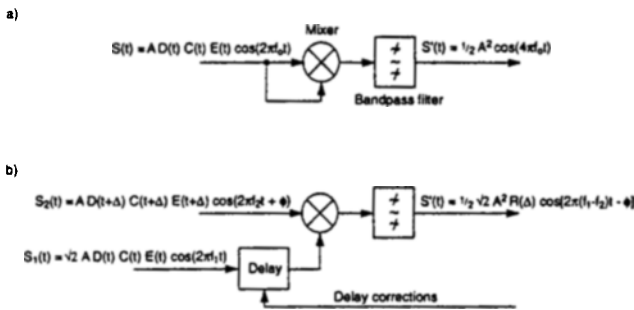 a)
S(t) = A D(t) C(t) E(t) cos(2πf₀t)
Mixer
S'(t) = ½ A² cos(4πf₀t)
Bandpass filter
b)
S₂(t) = A D(t+Δ) C(t+Δ) E(t+Δ) cos(2πf₂t + ϕ)
S'(t) = ½ √2 A² R(Δ) cos[2π(f₁-f₂)t - ϕ]
S₁(t) = √2 A D(t) C(t) E(t) cos(2πf₁t)
Delay
Delay corrections